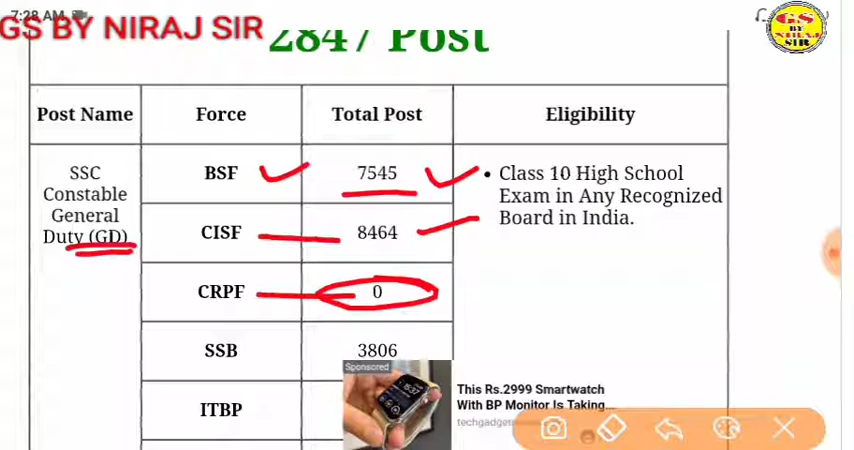 7:28 AM
GS BY NIRAJ SIR
GS
BY
NIRAJ
SIR
2847 Post
Post Name
Force
Total Post
Eligibility
SSC
Constable
General
Duty (GD)
BSF
7545
• Class 10 High School
Exam in Any Recognized
Board in India.
CISF
8464
CRPF
0
SSB
3806
ITBP
Sponsored
This Rs.2999 Smartwatch
With BP Monitor Is Taking...